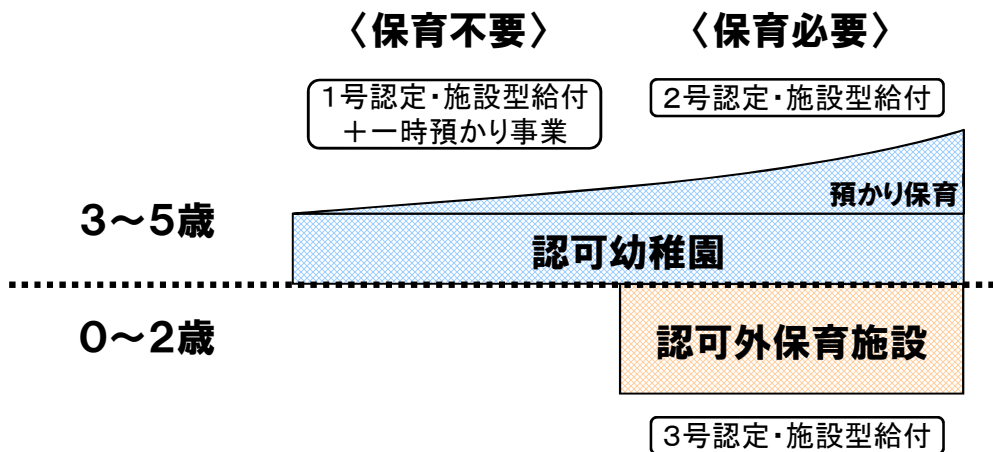 〈保育不要〉
〈保育必要〉
1号認定・施設型給付
＋一時預かり事業
2号認定・施設型給付
預かり保育
3～5歳
認可幼稚園
0～2歳
認可外保育施設
3号認定・施設型給付